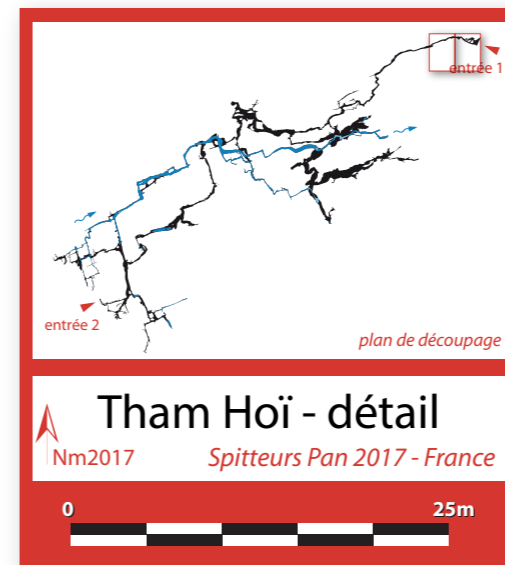 entrée 1
entrée 2
plan de découpage
Tham Hoï - détail
Nm2017
Spitteurs Pan 2017 - France
0 25m